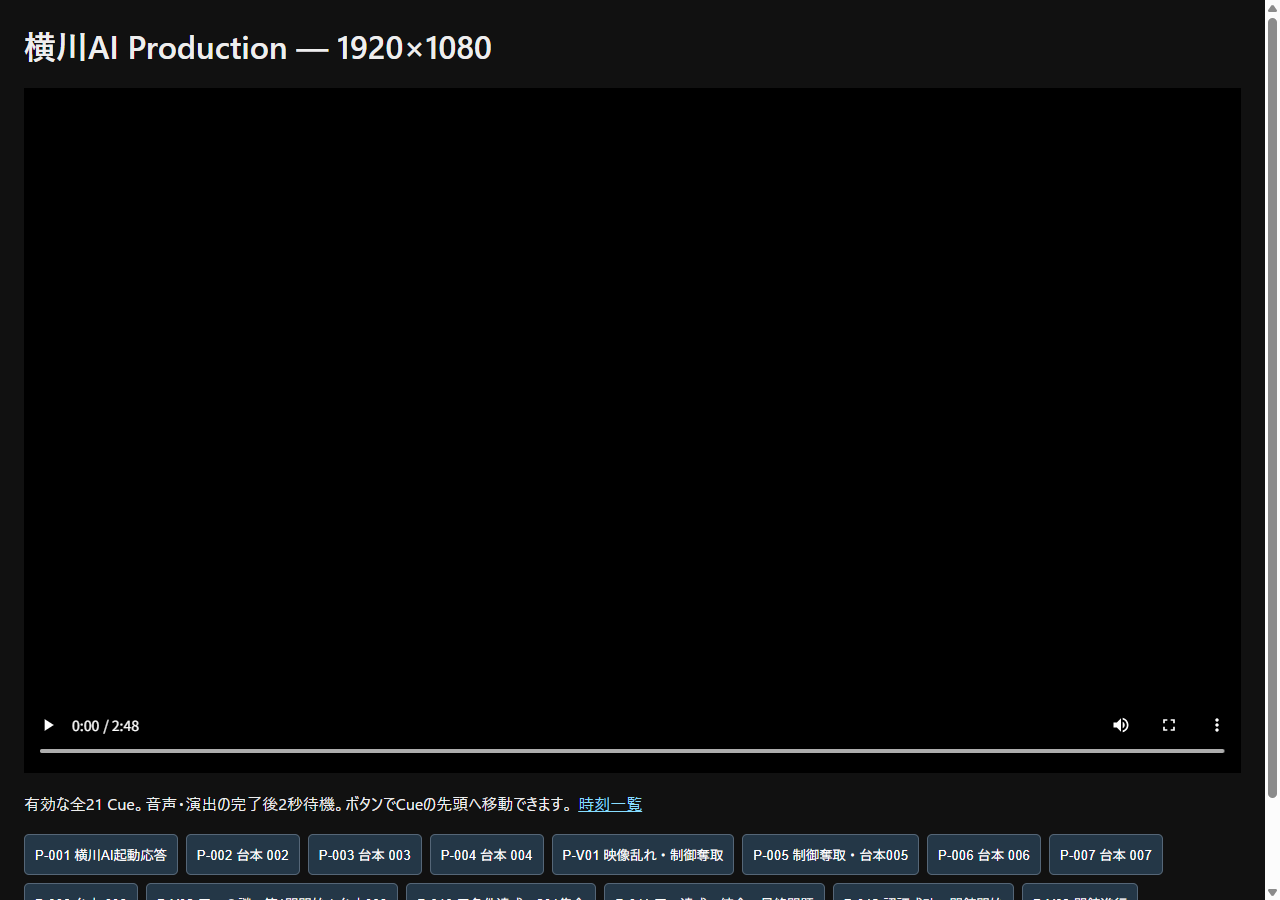 横川AI Production — 1920×1080
0:00 / 2:48
有効な全21 Cue。音声・演出の完了後2秒待機。ボタンでCueの先頭へ移動できます。 時刻一覧
P-001 横川AI起動応答 P-002 台本 002 P-003 台本 003 P-004 台本 004 P-V01 映像乱れ・制御奪取 P-005 制御奪取・台本005 P-006 台本 006 P-007 台本 007